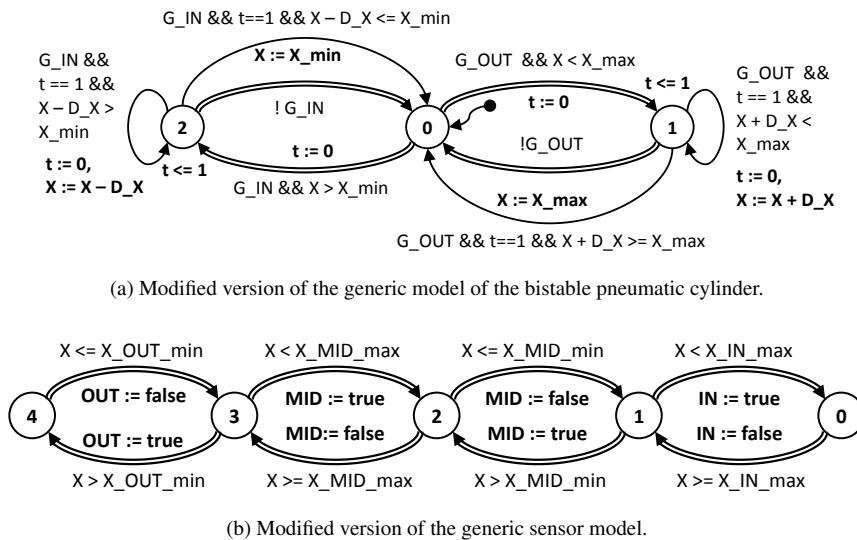 G_IN && t==1 && X – D_X <= X_min
X := X_min
G_IN &&
t == 1 &&
X – D_X >
X_min
G_OUT && X < X_max
t <= 1
G_OUT &&
t == 1 &&
X + D_X <
X_max
! G_IN
t := 0
2
0
1
t := 0
!G_OUT
t := 0,
X := X – D_X
t <= 1
G_IN && X > X_min
X := X_max
t := 0,
X := X + D_X
G_OUT && t==1 && X + D_X >= X_max
(a) Modified version of the generic model of the bistable pneumatic cylinder.
X <= X_OUT_min
X < X_MID_max
X <= X_MID_min
X < X_IN_max
OUT := false
MID := true
MID := false
IN := true
4
3
2
1
0
OUT := true
MID:= false
MID := true
IN := false
X > X_OUT_min
X >= X_MID_max
X > X_MID_min
X >= X_IN_max
(b) Modified version of the generic sensor model.